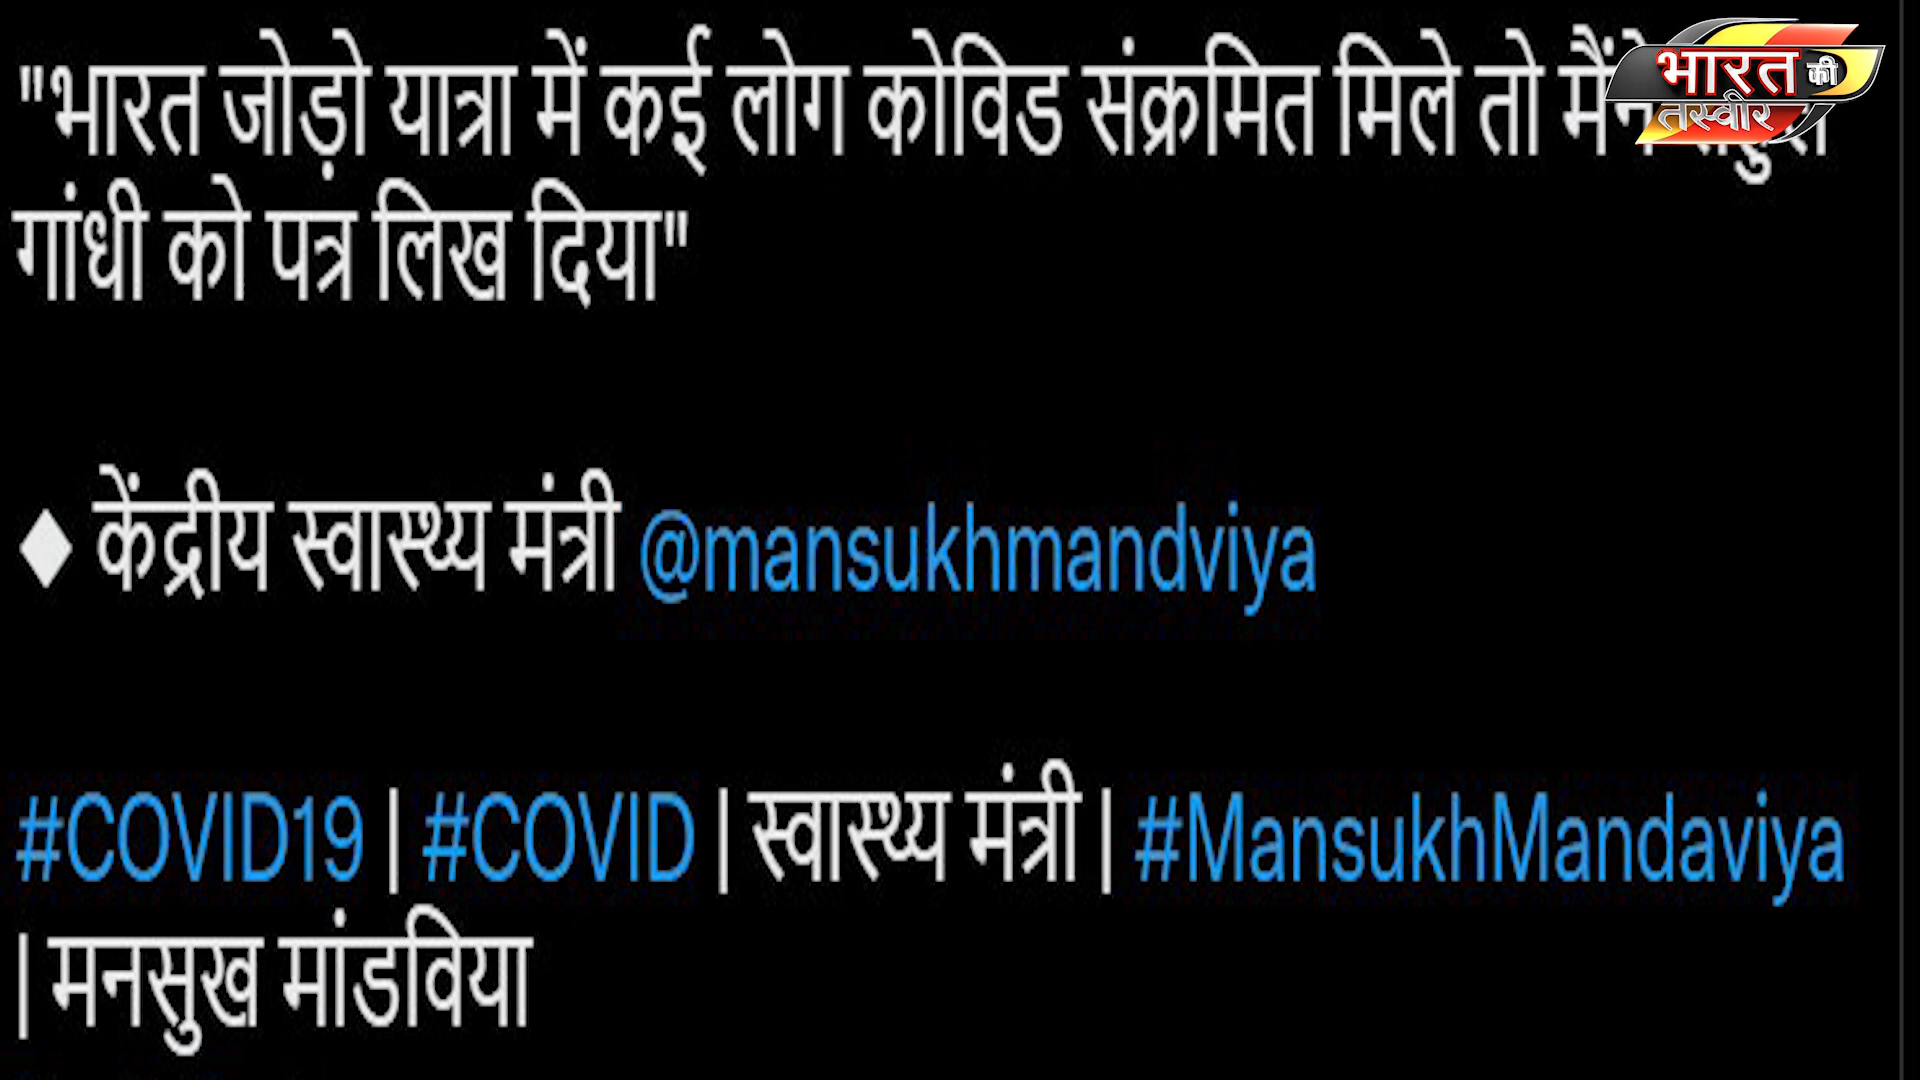 "भारत जोड़ो यात्रा में कई लोग कोविड संक्रमित मिले तो मैंने
गांधी को पत्र लिख दिया"
♦ केंद्रीय स्वास्थ्य मंत्री @mansukhmandviya
#COVID19 | #COVID | स्वास्थ्य मंत्री | #MansukhMandaviya
| मनसुख मांडविया
भारत की
तस्वीर